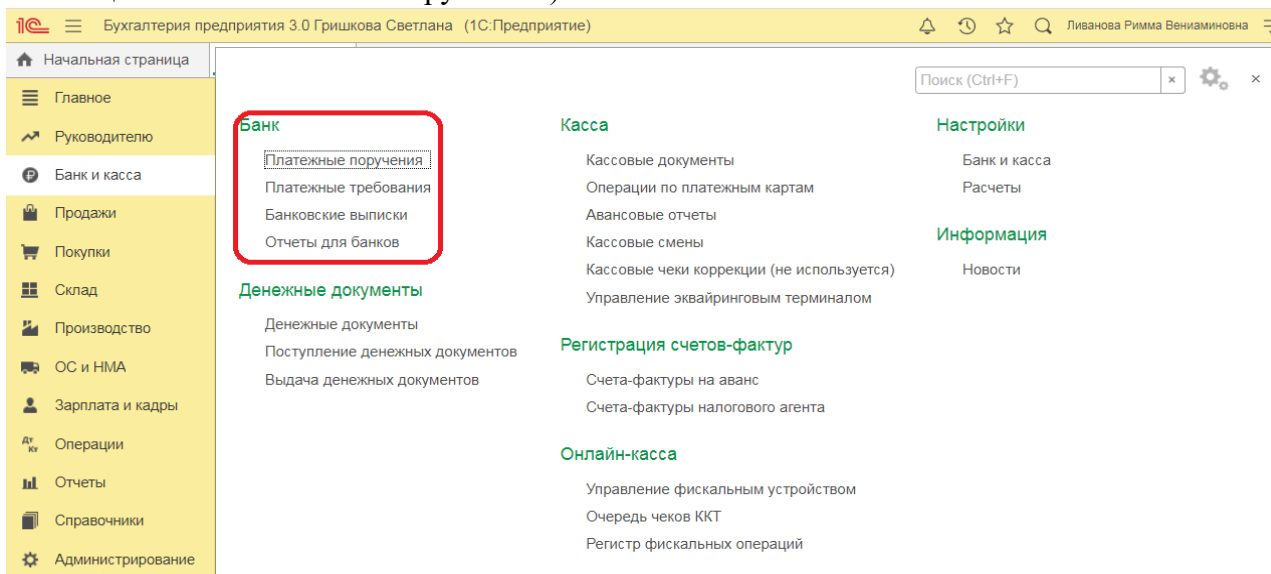 Бухгалтерия предприятия 3.0 Гришкова Светлана (1С:Предприятие)
Ливанова Римма Вениаминовна
Начальная страница
Поиск (Ctrl+F)
Главное
Руководителю
Банк и касса
Продажи
Покупки
Склад
Производство
ОС и НМА
Зарплата и кадры
Операции
Отчеты
Справочники
Администрирование
Банк
Платежные поручения
Платежные требования
Банковские выписки
Отчеты для банков
Денежные документы
Денежные документы
Поступление денежных документов
Выдача денежных документов
Касса
Кассовые документы
Операции по платежным картам
Авансовые отчеты
Кассовые смены
Кассовые чеки коррекции (не используется)
Управление эквайринговым терминалом
Регистрация счетов-фактур
Счета-фактуры на аванс
Счета-фактуры налогового агента
Онлайн-касса
Управление фискальным устройством
Очередь чеков ККТ
Регистр фискальных операций
Настройки
Банк и касса
Расчеты
Информация
Новости